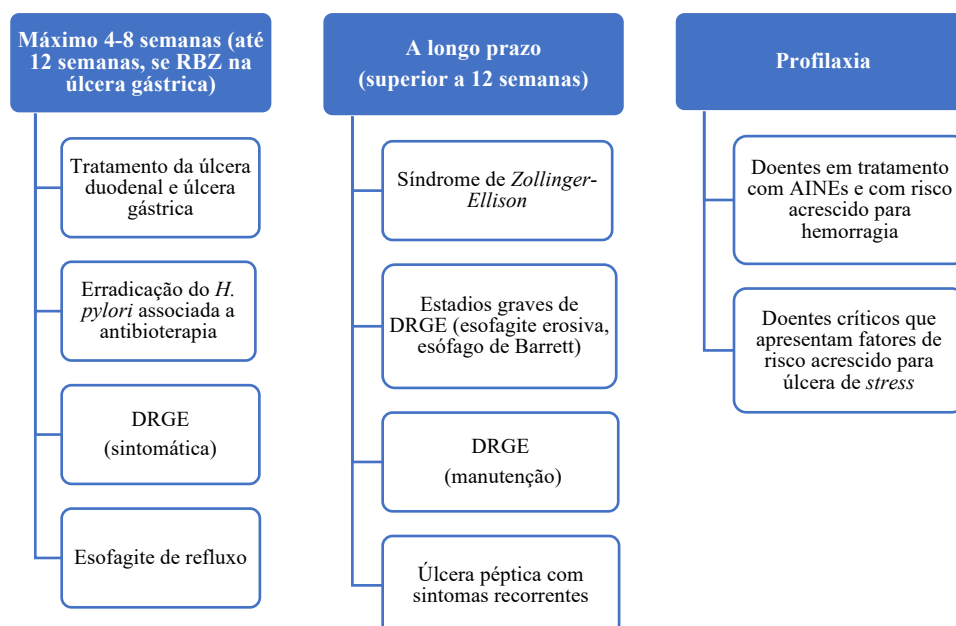 Máximo 4-8 semanas (até
12 semanas, se RBZ na
úlcera gástrica)
Tratamento da úlcera
duodenal e úlcera
gástrica
Erradicação do H.
pylori associada a
antibioterapia
DRGE
(sintomática)
Esofagite de refluxo
A longo prazo
(superior a 12 semanas)
Síndrome de Zollinger-
Ellison
Estadios graves de
DRGE (esofagite erosiva,
esófago de Barrett)
DRGE
(manutenção)
Úlcera péptica com
sintomas recorrentes
Profilaxia
Doentes em tratamento
com AINEs e com risco
acrescido para
hemorragia
Doentes críticos que
apresentam fatores de
risco acrescido para
úlcera de stress